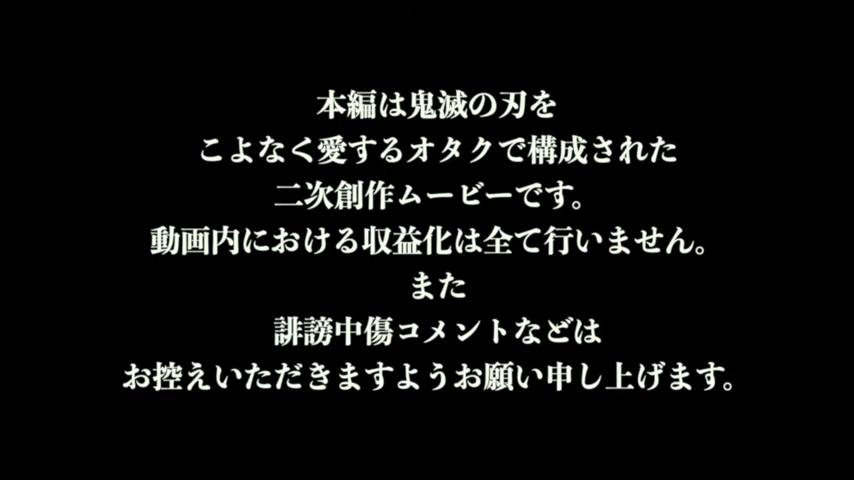 本編は鬼滅の刃を
こよなく愛するオタクで構成された
二次創作ムービーです。
動画内における収益化は全て行いません。
また
誹謗中傷コメントなどは
お控えいただきますようお願い申し上げます。